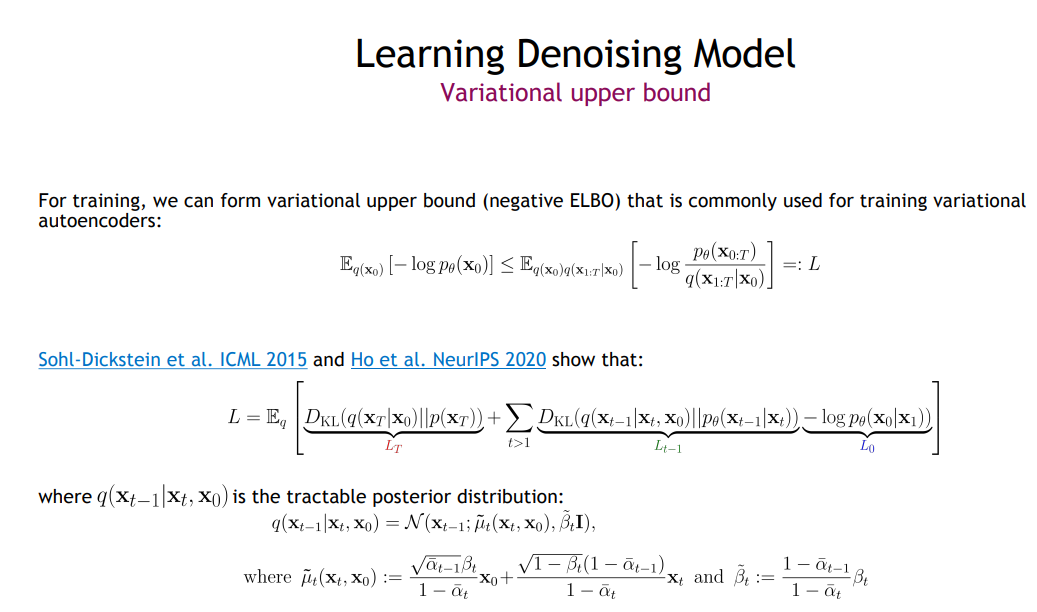 Learning Denoising Model
Variational upper bound
For training, we can form variational upper bound (negative ELBO) that is commonly used for training variational
autoencoders:
$\mathbb{E}_{q(\mathbf{x}_0)}\left[-\log p_\theta(\mathbf{x}_0)\right] \leq \mathbb{E}_{q(\mathbf{x}_0)q(\mathbf{x}_{1:T}|\mathbf{x}_0)}\left[-\log \frac{p_\theta(\mathbf{x}_{0:T})}{q(\mathbf{x}_{1:T}|\mathbf{x}_0)}\right] =: L$
Sohl-Dickstein et al. ICML 2015 and Ho et al. NeurIPS 2020 show that:
$L = \mathbb{E}_q\left[\underbrace{D_{\mathrm{KL}}(q(\mathbf{x}_T|\mathbf{x}_0)||p(\mathbf{x}_T))}_{L_T} + \sum_{t>1}\underbrace{D_{\mathrm{KL}}(q(\mathbf{x}_{t-1}|\mathbf{x}_t,\mathbf{x}_0)||p_\theta(\mathbf{x}_{t-1}|\mathbf{x}_t))}_{L_{t-1}}\underbrace{-\log p_\theta(\mathbf{x}_0|\mathbf{x}_1))}_{L_0}\right]$
where $q(\mathbf{x}_{t-1}|\mathbf{x}_t,\mathbf{x}_0)$ is the tractable posterior distribution:
$q(\mathbf{x}_{t-1}|\mathbf{x}_t,\mathbf{x}_0) = \mathcal{N}(\mathbf{x}_{t-1};\tilde{\mu}_t(\mathbf{x}_t,\mathbf{x}_0),\tilde{\beta}_t\mathbf{I}),$
where $\tilde{\mu}_t(\mathbf{x}_t,\mathbf{x}_0) := \frac{\sqrt{\bar{\alpha}_{t-1}}\beta_t}{1-\bar{\alpha}_t}\mathbf{x}_0 + \frac{\sqrt{1-\beta_t}(1-\bar{\alpha}_{t-1})}{1-\bar{\alpha}_t}\mathbf{x}_t$ and $\tilde{\beta}_t := \frac{1-\bar{\alpha}_{t-1}}{1-\bar{\alpha}_t}\beta_t$